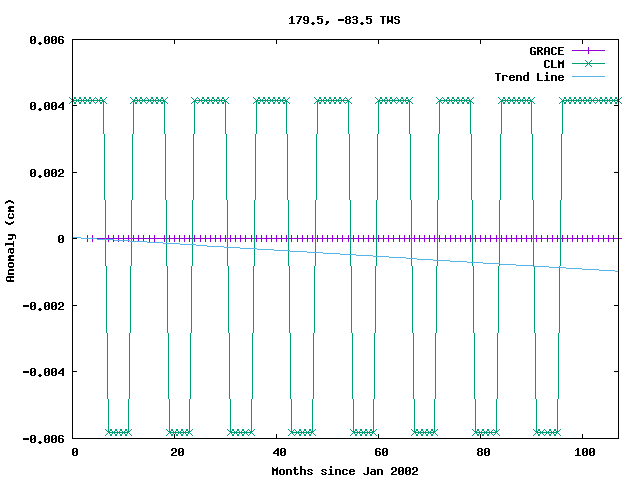 179.5, -83.5 TWS
GRACE
CLM
Trend Line
0.006
0.004
0.002
0
-0.002
-0.004
-0.006
Anomaly (cm)
0 20 40 60 80 100
Months since Jan 2002